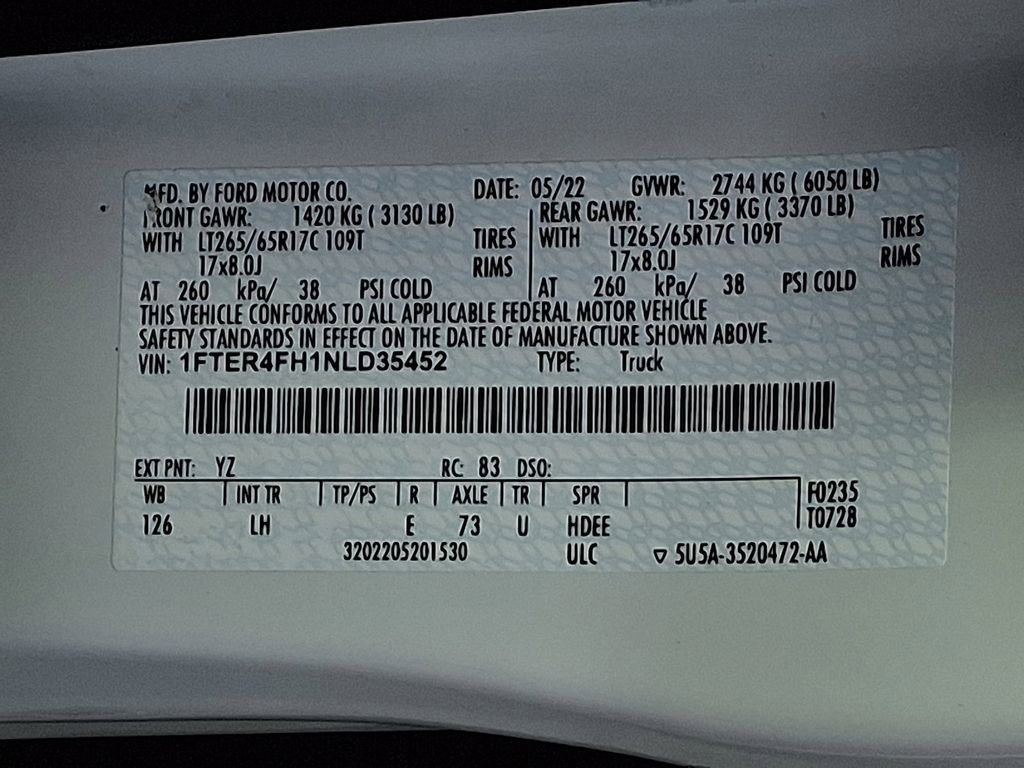 MFD. BY FORD MOTOR CO. DATE: 05/22 GVWR: 2744 KG ( 6050 LB)
FRONT GAWR: 1420 KG ( 3130 LB) REAR GAWR: 1529 KG ( 3370 LB)
WITH LT265/65R17C 109T TIRES WITH LT265/65R17C 109T TIRES
17x8.0J RIMS 17x8.0J RIMS
AT 260 kPa/ 38 PSI COLD AT 260 kPa/ 38 PSI COLD
THIS VEHICLE CONFORMS TO ALL APPLICABLE FEDERAL MOTOR VEHICLE
SAFETY STANDARDS IN EFFECT ON THE DATE OF MANUFACTURE SHOWN ABOVE.
VIN: 1FTER4FH1NLD35452 TYPE: Truck
EXT PNT: YZ RC: 83 DSO:
WB INT TR TP/PS R AXLE TR SPR F0235
126 LH E 73 U HDEE T0728
3202205201530 ULC ▽ 5U5A-3520472-AA